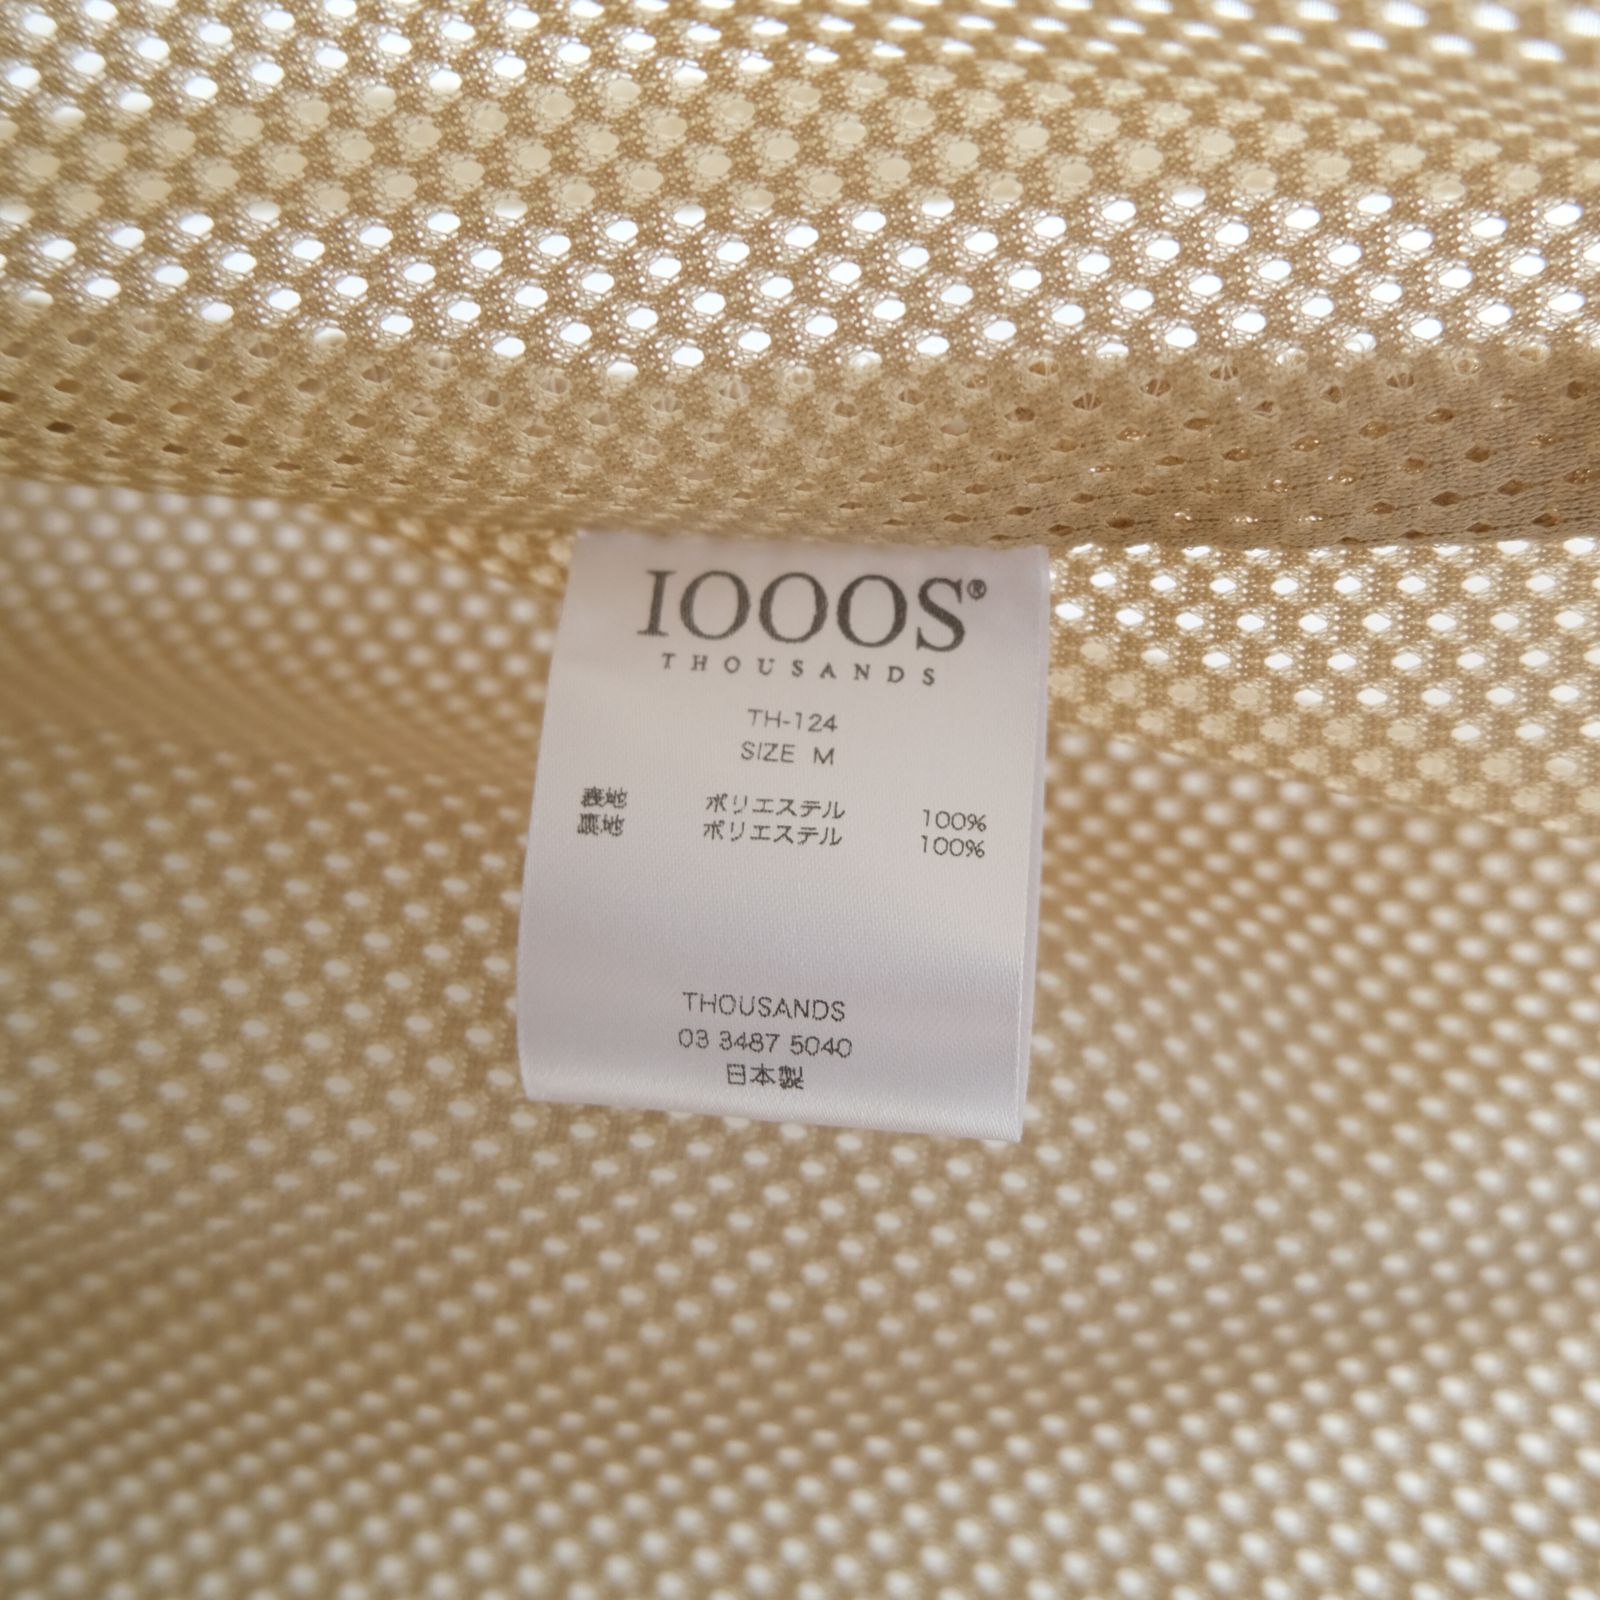 IOOOS®
THOUSANDS
TH-124
SIZE M
表地 ポリエステル 100%
裏地 ポリエステル 100%
THOUSANDS
03 3487 5040
日本製